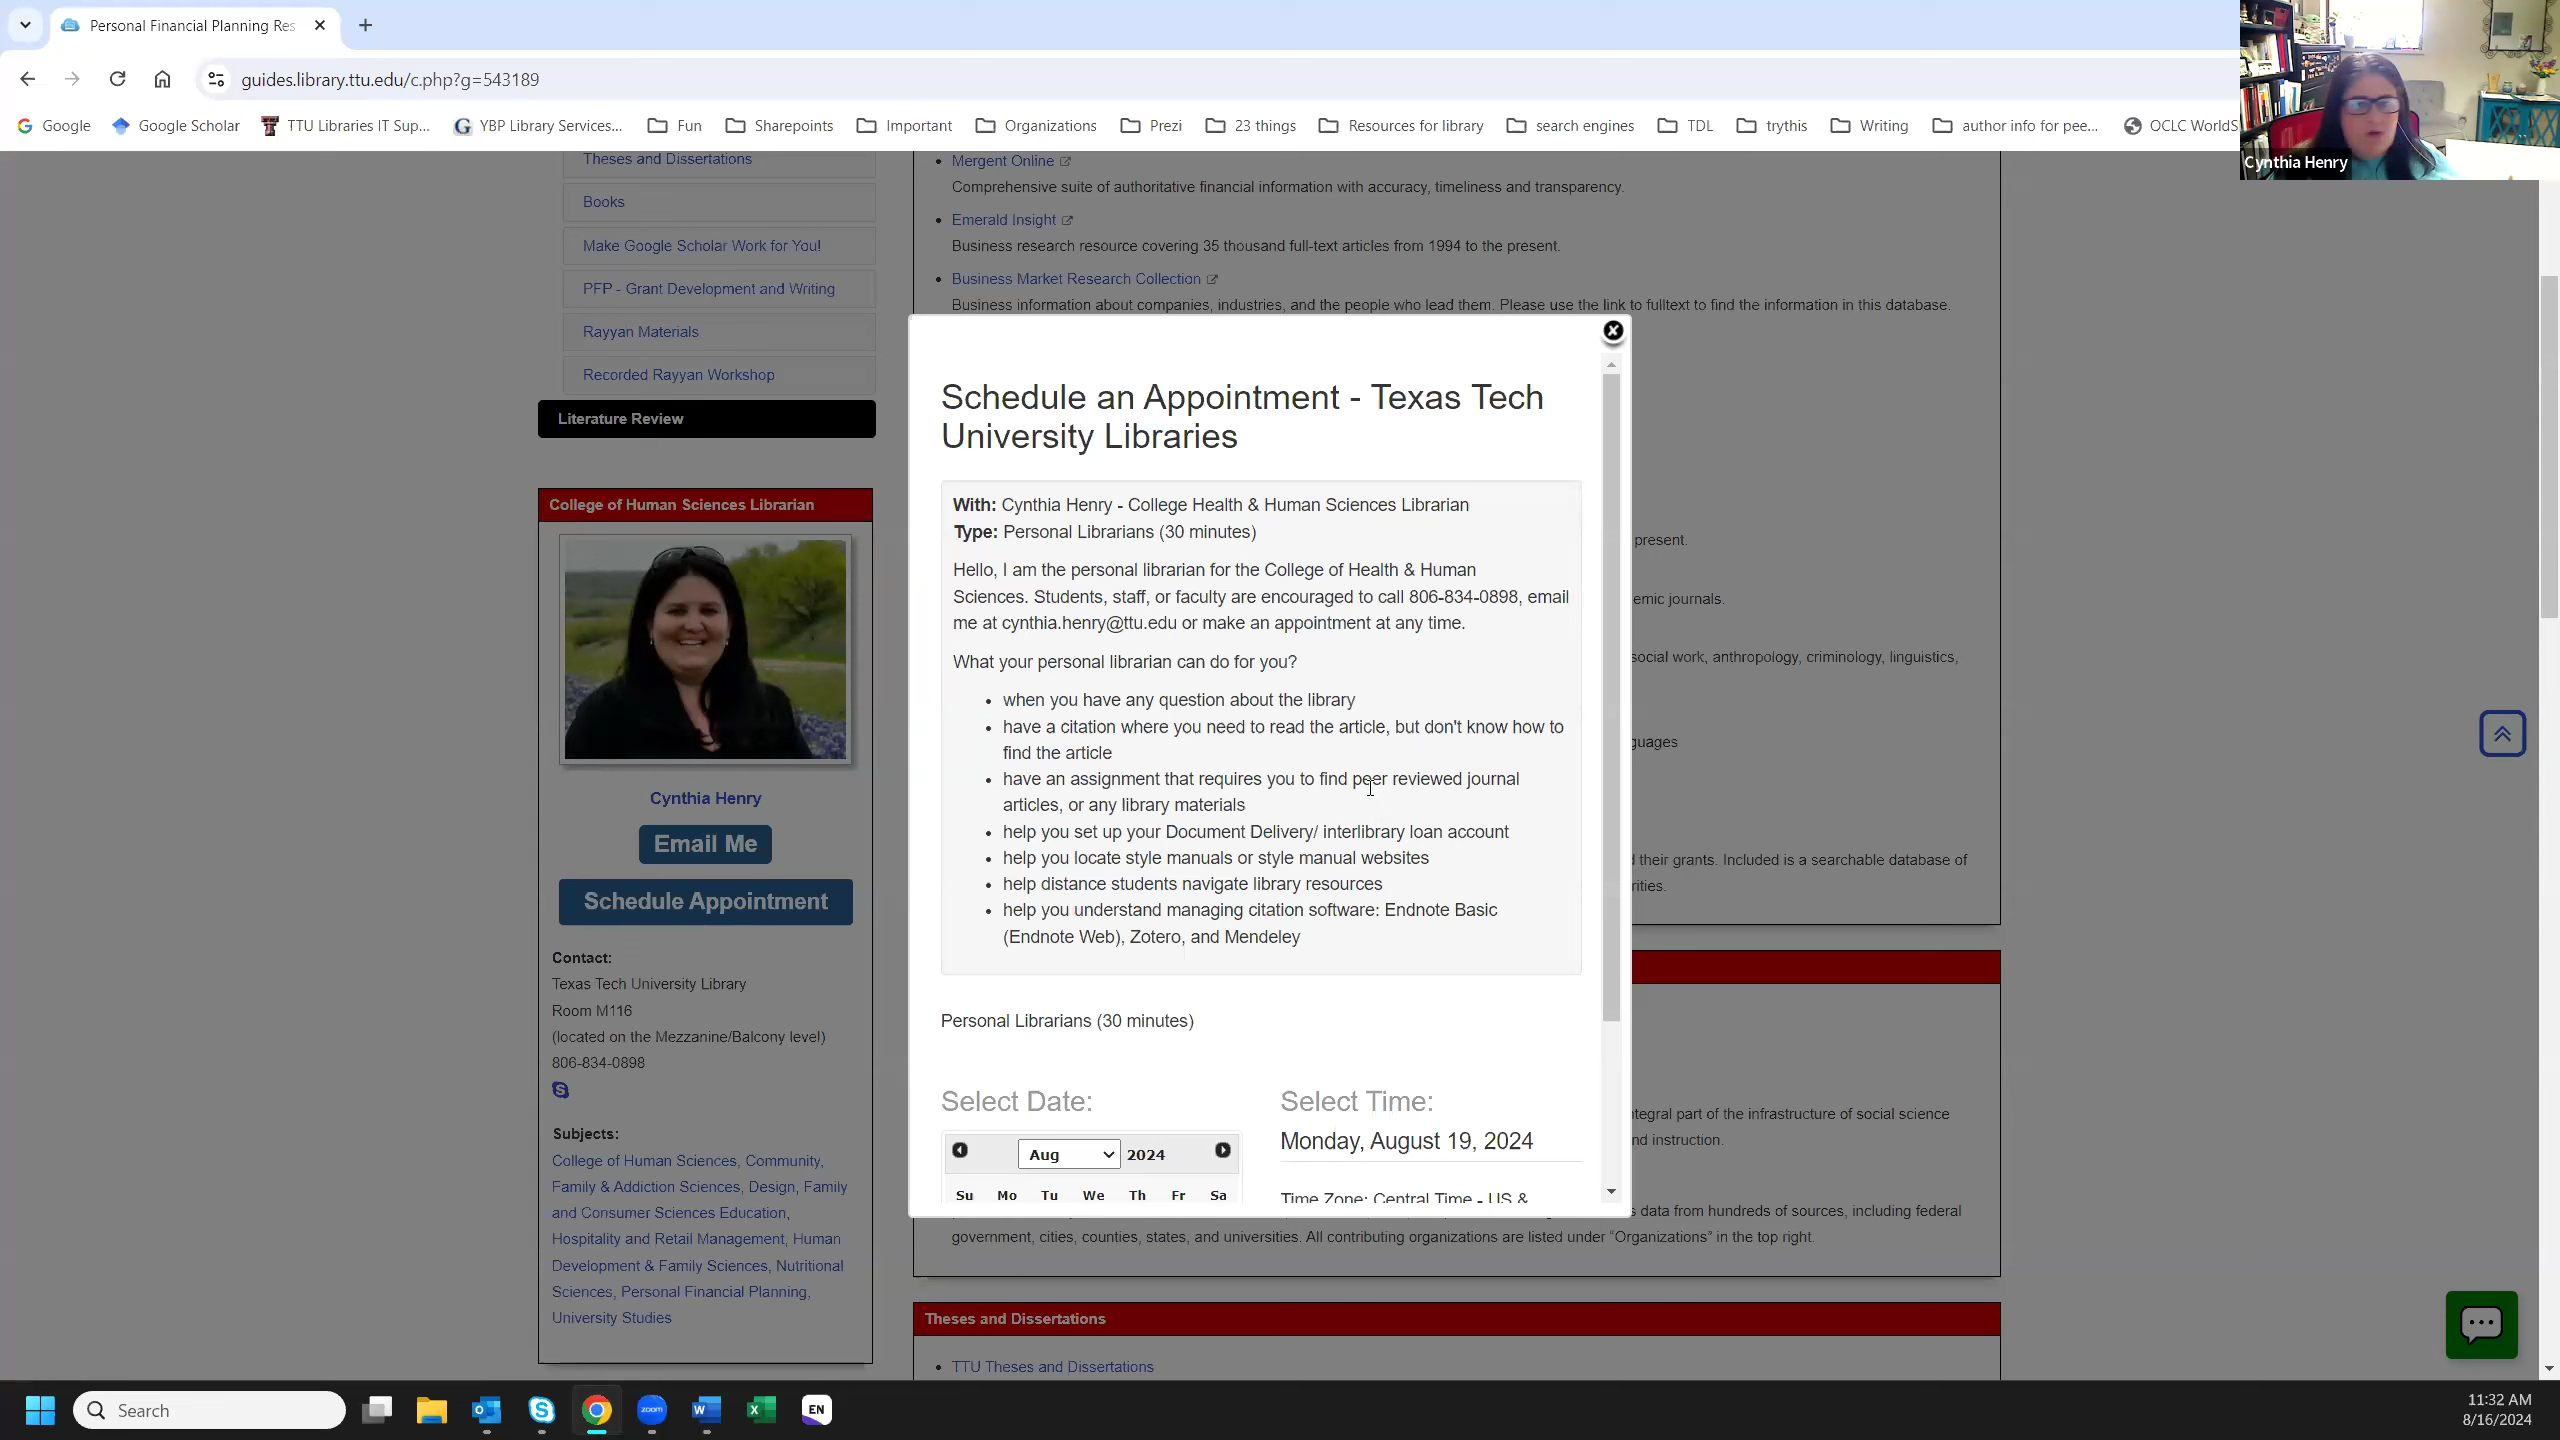 Personal Financial Planning Res
guides.library.ttu.edu/c.php?g=543189
Google
Google Scholar
TTU Libraries IT Sup...
YBP Library Services...
Fun
Sharepoints
Important
Organizations
Prezi
23 things
Resources for library
search engines
TDL
trythis
Writing
author info for pee...
OCLC WorldS
Cynthia Henry
Theses and Dissertations
Books
Make Google Scholar Work for You!
PFP - Grant Development and Writing
Rayyan Materials
Recorded Rayyan Workshop
Literature Review
College of Human Sciences Librarian
Cynthia Henry
Email Me
Schedule Appointment
Contact:
Texas Tech University Library
Room M116
(located on the Mezzanine/Balcony level)
806-834-0898
Subjects:
College of Human Sciences, Community,
Family & Addiction Sciences, Design, Family
and Consumer Sciences Education,
Hospitality and Retail Management, Human
Development & Family Sciences, Nutritional
Sciences, Personal Financial Planning,
University Studies
Mergent Online
Comprehensive suite of authoritative financial information with accuracy, timeliness and transparency.
Emerald Insight
Business research resource covering 35 thousand full-text articles from 1994 to the present.
Business Market Research Collection
Business information about companies, industries, and the people who lead them. Please use the link to fulltext to find the information in this database.
Schedule an Appointment - Texas Tech
University Libraries
With: Cynthia Henry - College Health & Human Sciences Librarian
Type: Personal Librarians (30 minutes)
Hello, I am the personal librarian for the College of Health & Human
Sciences. Students, staff, or faculty are encouraged to call 806-834-0898, email
me at cynthia.henry@ttu.edu or make an appointment at any time.
What your personal librarian can do for you?
when you have any question about the library
have a citation where you need to read the article, but don't know how to
find the article
have an assignment that requires you to find peer reviewed journal
articles, or any library materials
help you set up your Document Delivery/ interlibrary loan account
help you locate style manuals or style manual websites
help distance students navigate library resources
help you understand managing citation software: Endnote Basic
(Endnote Web), Zotero, and Mendeley
Personal Librarians (30 minutes)
Select Date:
Aug 2024
Su Mo Tu We Th Fr Sa
Select Time:
Monday, August 19, 2024
Time Zone: Central Time - US &
present.
emic journals.
social work, anthropology, criminology, linguistics,
guages
d their grants. Included is a searchable database of
rities.
ntegral part of the infrastructure of social science
nd instruction.
s data from hundreds of sources, including federal
government, cities, counties, states, and universities. All contributing organizations are listed under “Organizations” in the top right.
Theses and Dissertations
TTU Theses and Dissertations
Search
zoom
EN
11:32 AM
8/16/2024